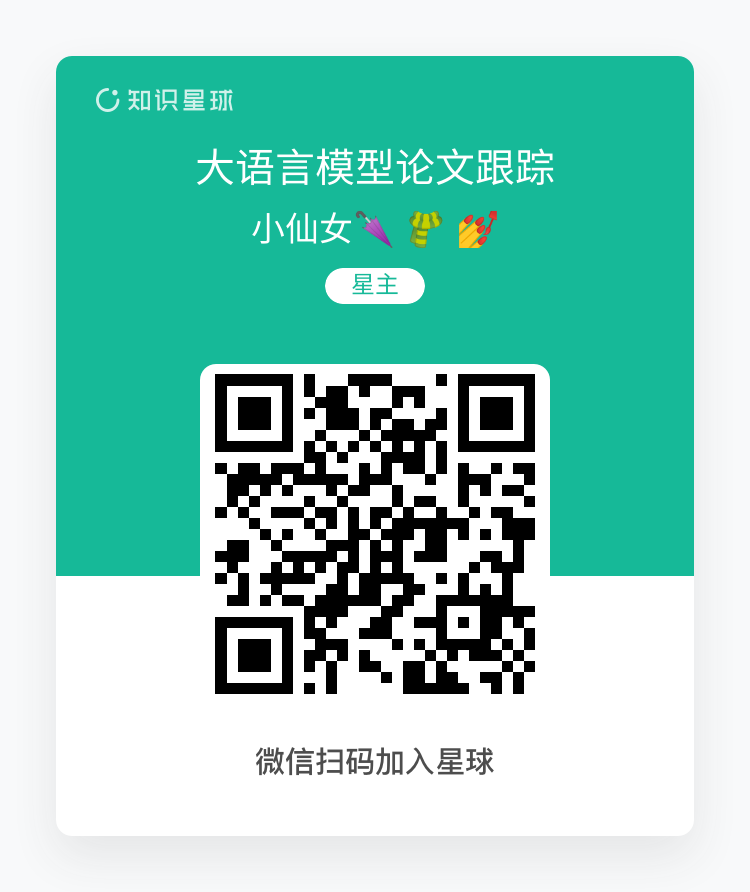 知识星球
大语言模型论文跟踪
小仙女🌂 🧣 💅
星主
微信扫码加入星球